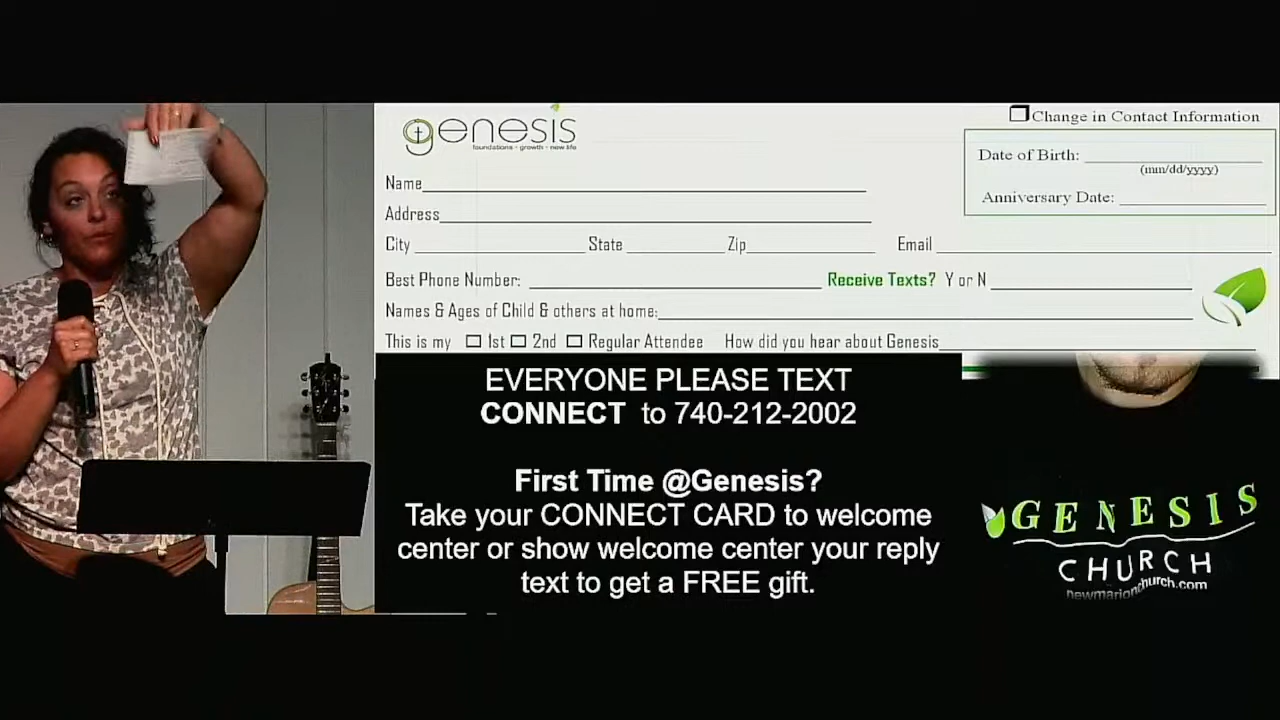 genesis
foundations - growth - new life
Change in Contact Information
Date of Birth:
(mm/dd/yyyy)
Anniversary Date:
Name
Address
City State Zip Email
Best Phone Number: Receive Texts? Y or N
Names & Ages of Child & others at home:
This is my 1st 2nd Regular Attendee How did you hear about Genesis
EVERYONE PLEASE TEXT
CONNECT to 740-212-2002
First Time @Genesis?
Take your CONNECT CARD to welcome
center or show welcome center your reply
text to get a FREE gift.
GENESIS
CHURCH
newmarionchurch.com